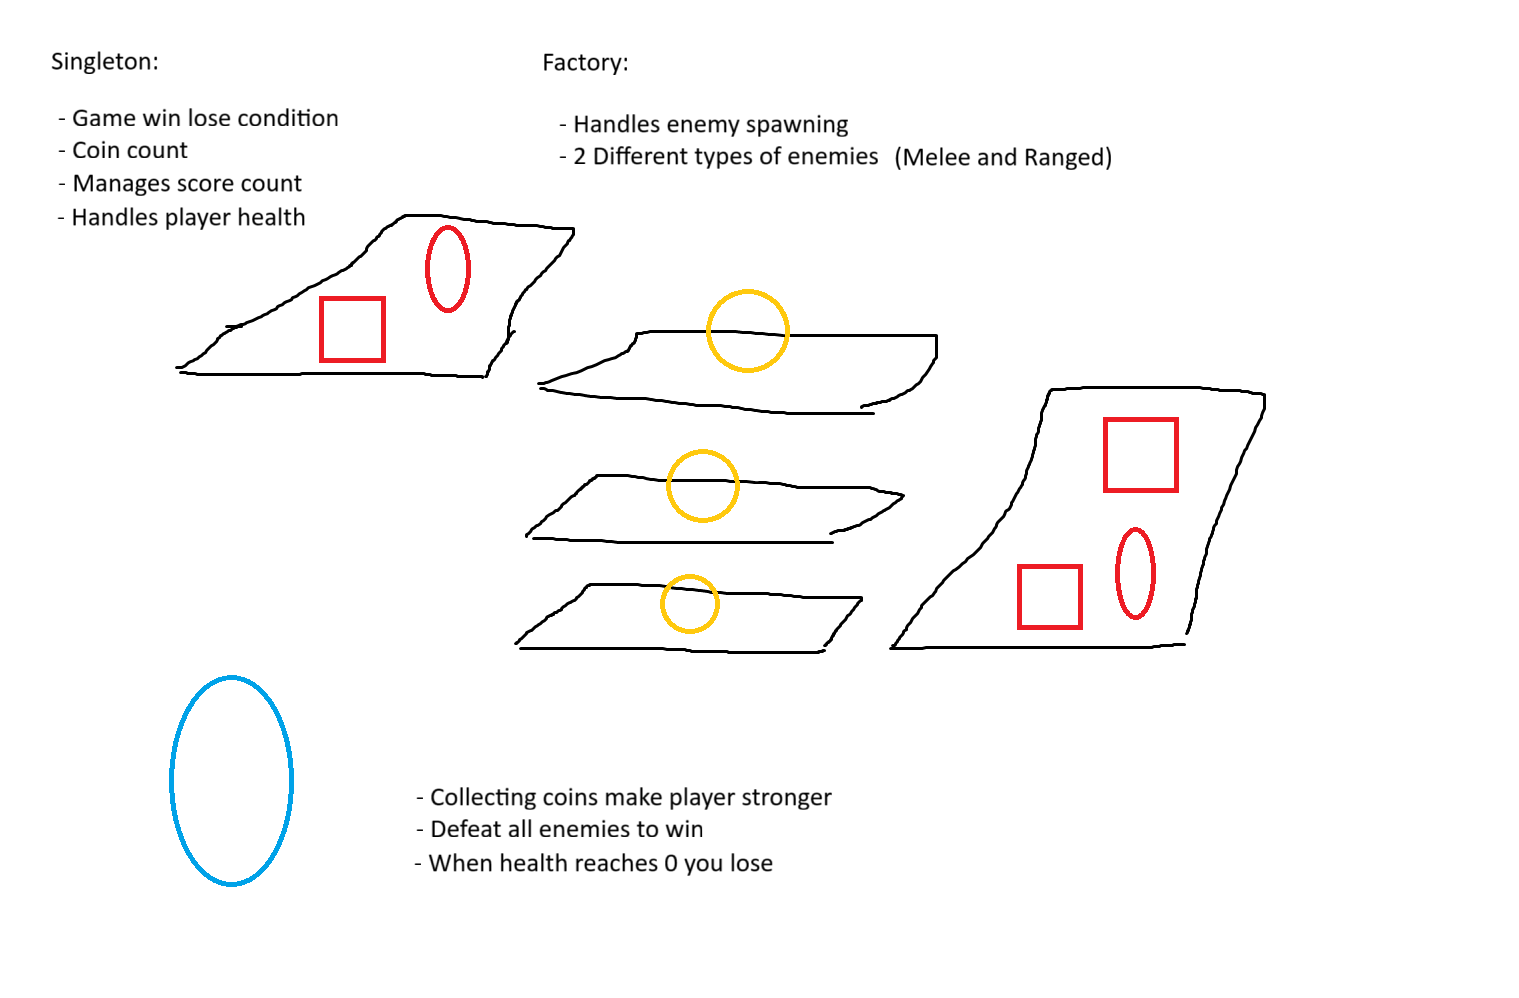 Singleton:
- Game win lose condition
- Coin count
- Manages score count
- Handles player health
Factory:
- Handles enemy spawning
- 2 Different types of enemies (Melee and Ranged)
- Collecting coins make player stronger
- Defeat all enemies to win
- When health reaches 0 you lose